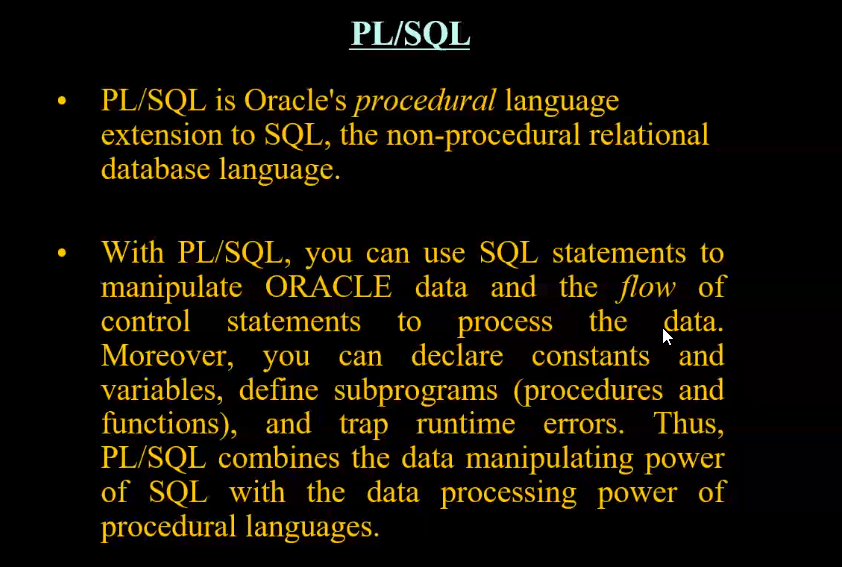 PL/SQL
• PL/SQL is Oracle's procedural language
extension to SQL, the non-procedural relational
database language.
• With PL/SQL, you can use SQL statements to
manipulate ORACLE data and the flow of
control statements to process the data.
Moreover, you can declare constants and
variables, define subprograms (procedures and
functions), and trap runtime errors. Thus,
PL/SQL combines the data manipulating power
of SQL with the data processing power of
procedural languages.